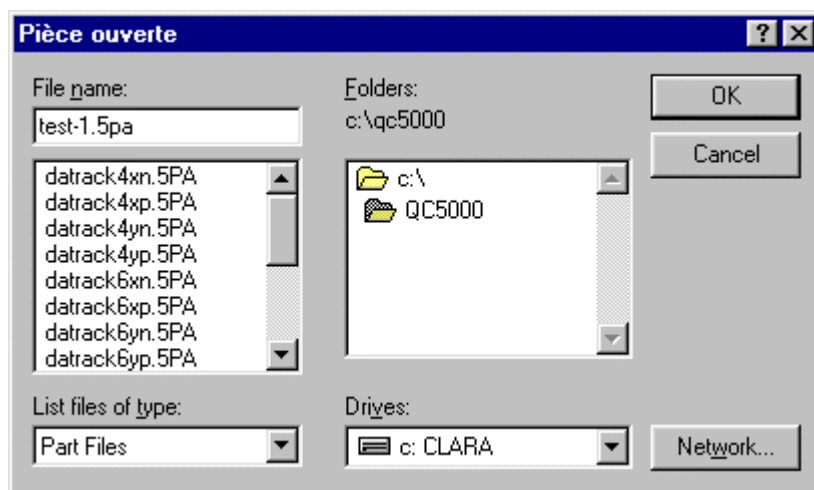 Pièce ouverte
File name:
test-1.5pa
datrack4xn.5PA
datrack4xp.5PA
datrack4yn.5PA
datrack4yp.5PA
datrack6xn.5PA
datrack6xp.5PA
datrack6yn.5PA
datrack6yp.5PA
List files of type:
Part Files
Folders:
c:\qc5000
c:\
QC5000
Drives:
c: CLARA
OK
Cancel
Network...